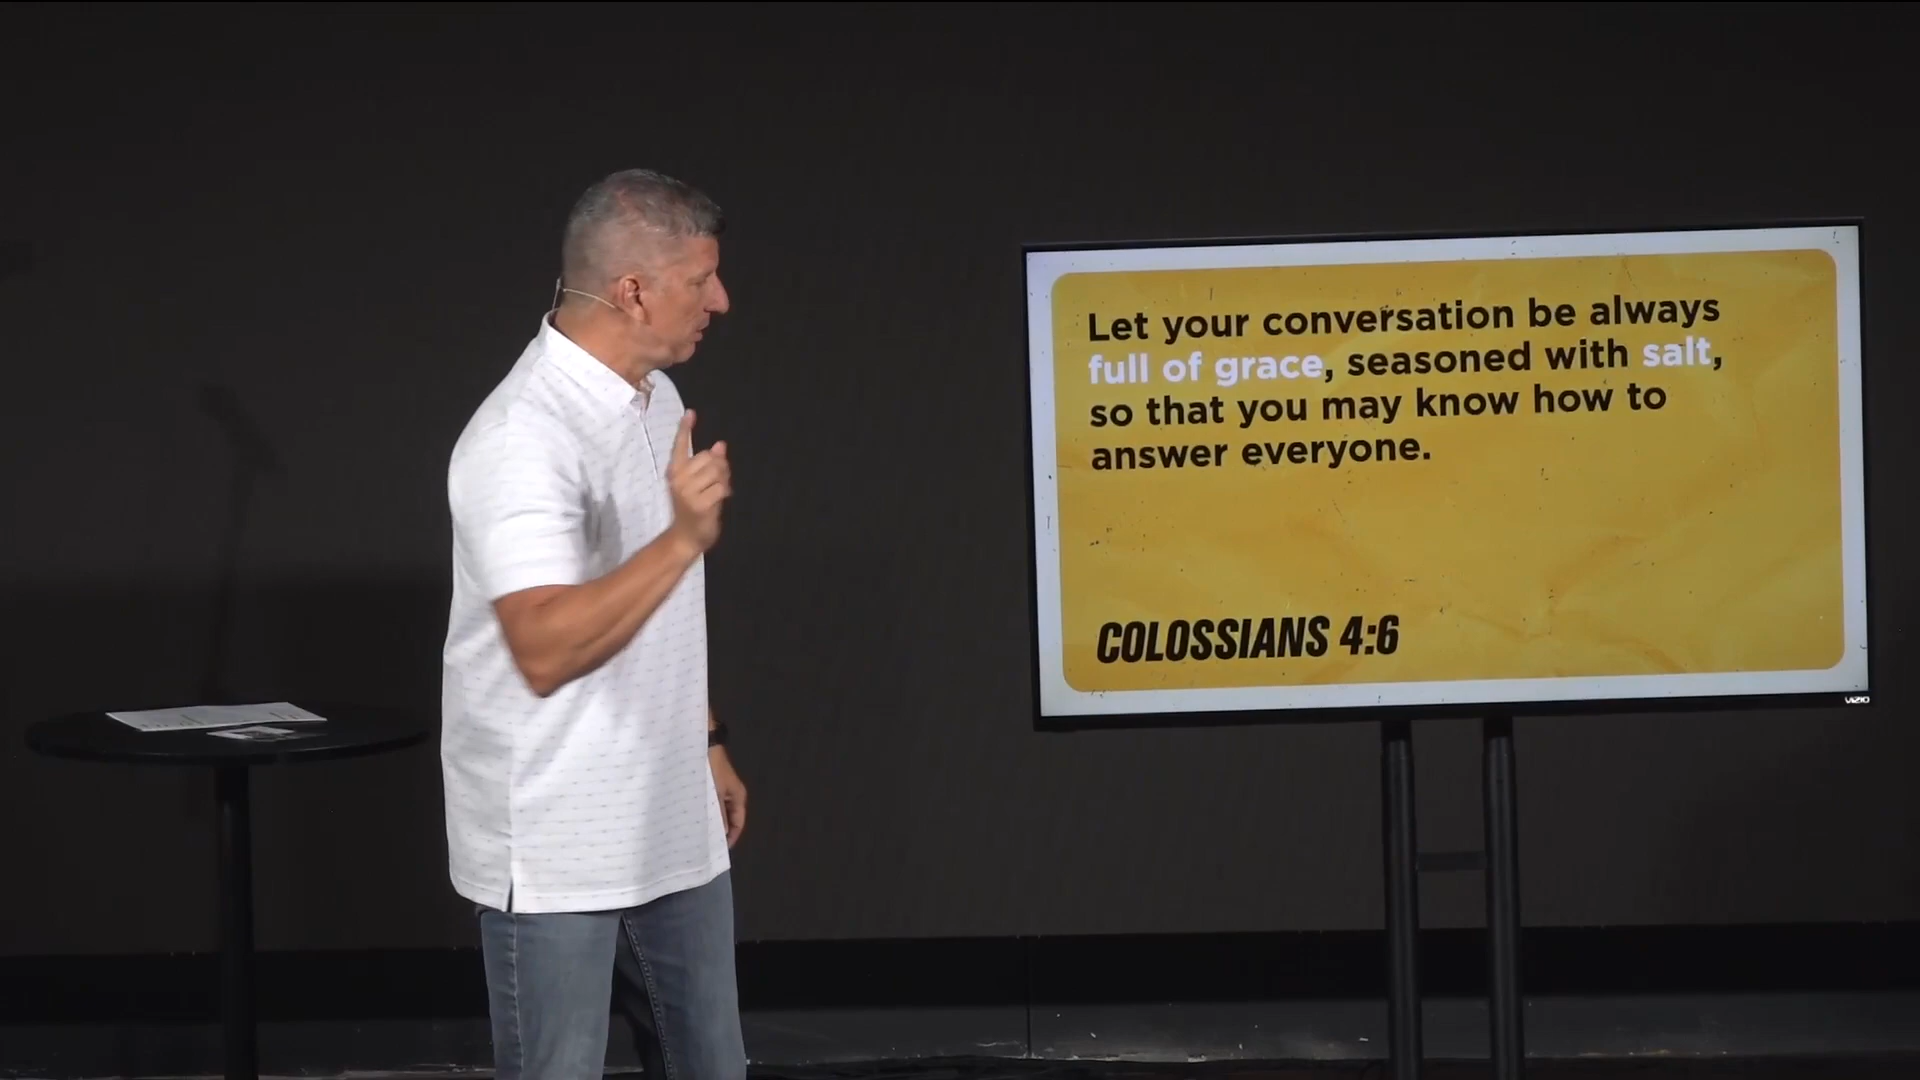 Let your conversation be always
full of grace, seasoned with salt,
so that you may know how to
answer everyone.
COLOSSIANS 4:6
VIZIO